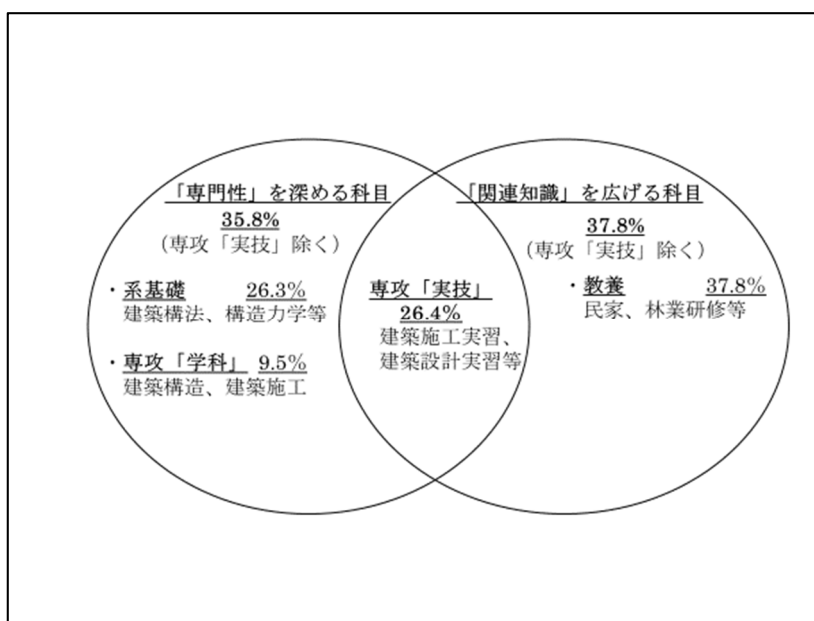 「専門性」を深める科目
35.8%
（専攻「実技」除く）
・系基礎 26.3%
建築構法、構造力学等
・専攻「学科」 9.5%
建築構造、建築施工
専攻「実技」
26.4%
建築施工実習、
建築設計実習等
「関連知識」を広げる科目
37.8%
（専攻「実技」除く）
・教養 37.8%
民家、林業研修等